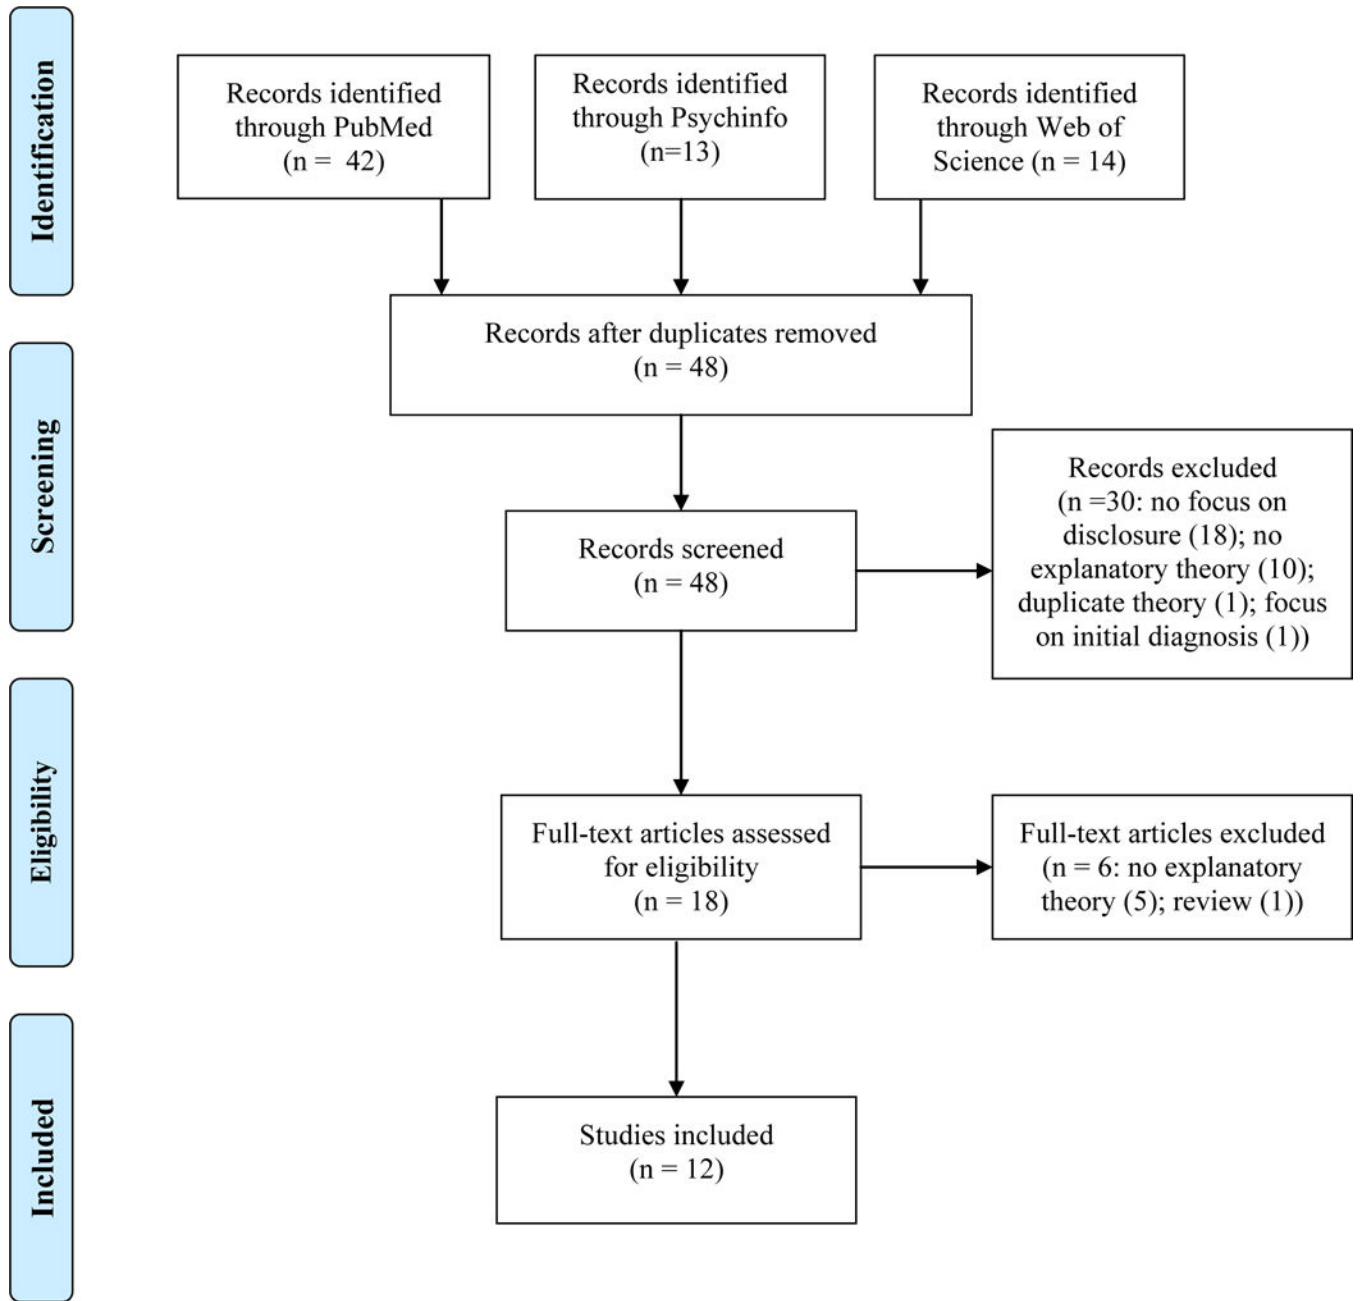 Identification
Records identified
through PubMed
(n = 42)
Records identified
through Psychinfo
(n=13)
Records identified
through Web of
Science (n = 14)
Records after duplicates removed
(n = 48)
Screening
Records screened
(n = 48)
Records excluded
(n =30: no focus on
disclosure (18); no
explanatory theory (10);
duplicate theory (1); focus
on initial diagnosis (1))
Eligibility
Full-text articles assessed
for eligibility
(n = 18)
Full-text articles excluded
(n = 6: no explanatory
theory (5); review (1))
Included
Studies included
(n = 12)